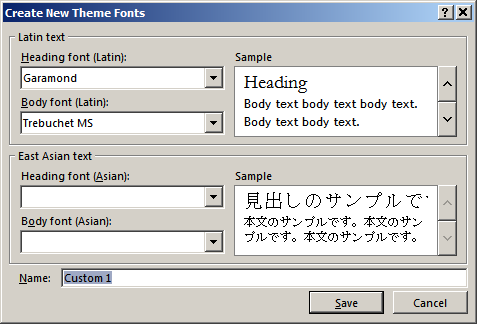 Create New Theme Fonts
Latin text
Heading font (Latin):
Sample
Garamond
Heading
Body font (Latin):
Body text body text body text.
Trebuchet MS
Body text body text.
East Asian text
Heading font (Asian):
Sample
見出しのサンプルで
Body font (Asian):
本文のサンプルです。本文のサン
プルです。本文のサンプルです。
Name:
Custom 1
Save
Cancel